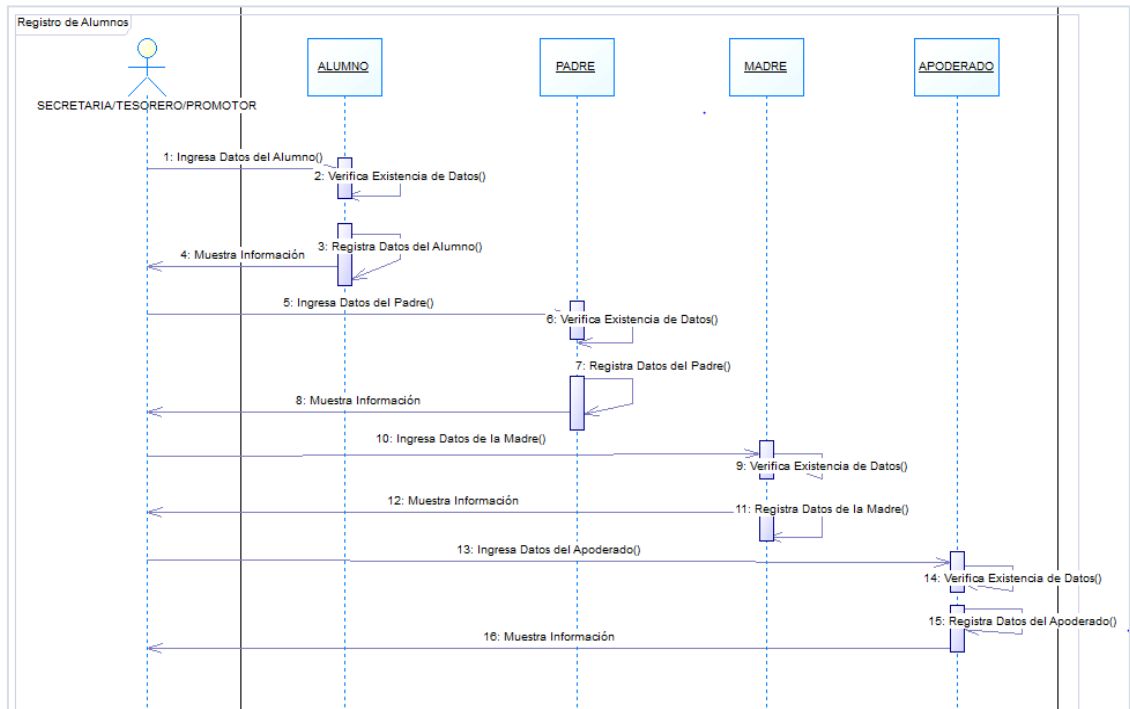 Registro de Alumnos
ALUMNO
PADRE
MADRE
APODERADO
SECRETARIA/TESORERO/PROMOTOR
1: Ingresa Datos del Alumno()
2: Verifica Existencia de Datos()
3: Registra Datos del Alumno()
4: Muestra Información
5: Ingresa Datos del Padre()
6: Verifica Existencia de Datos()
7: Registra Datos del Padre()
8: Muestra Información
10: Ingresa Datos de la Madre()
9: Verifica Existencia de Datos()
12: Muestra Información
11: Registra Datos de la Madre()
13: Ingresa Datos del Apoderado()
14: Verifica Existencia de Datos()
15: Registra Datos del Apoderado()
16: Muestra Información